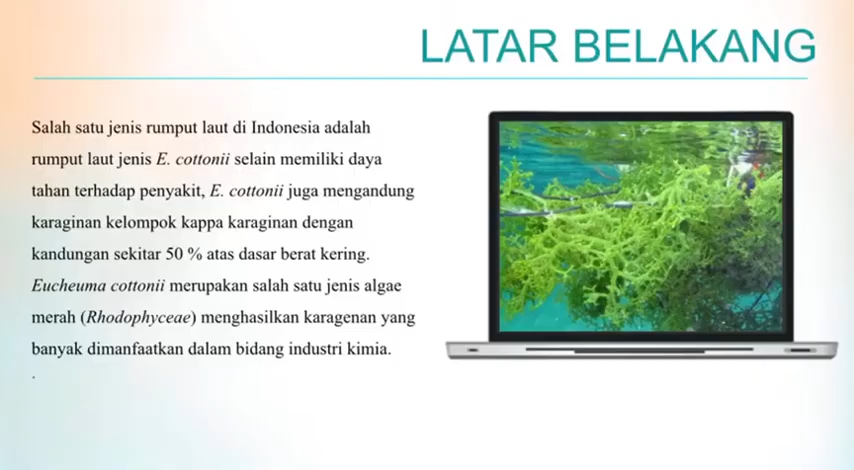 LATAR BELAKANG
Salah satu jenis rumput laut di Indonesia adalah
rumput laut jenis E. cottonii selain memiliki daya
tahan terhadap penyakit, E. cottonii juga mengandung
karaginan kelompok kappa karaginan dengan
kandungan sekitar 50 % atas dasar berat kering.
Eucheuma cottonii merupakan salah satu jenis algae
merah (Rhodophyceae) menghasilkan karagenan yang
banyak dimanfaatkan dalam bidang industri kimia.
.